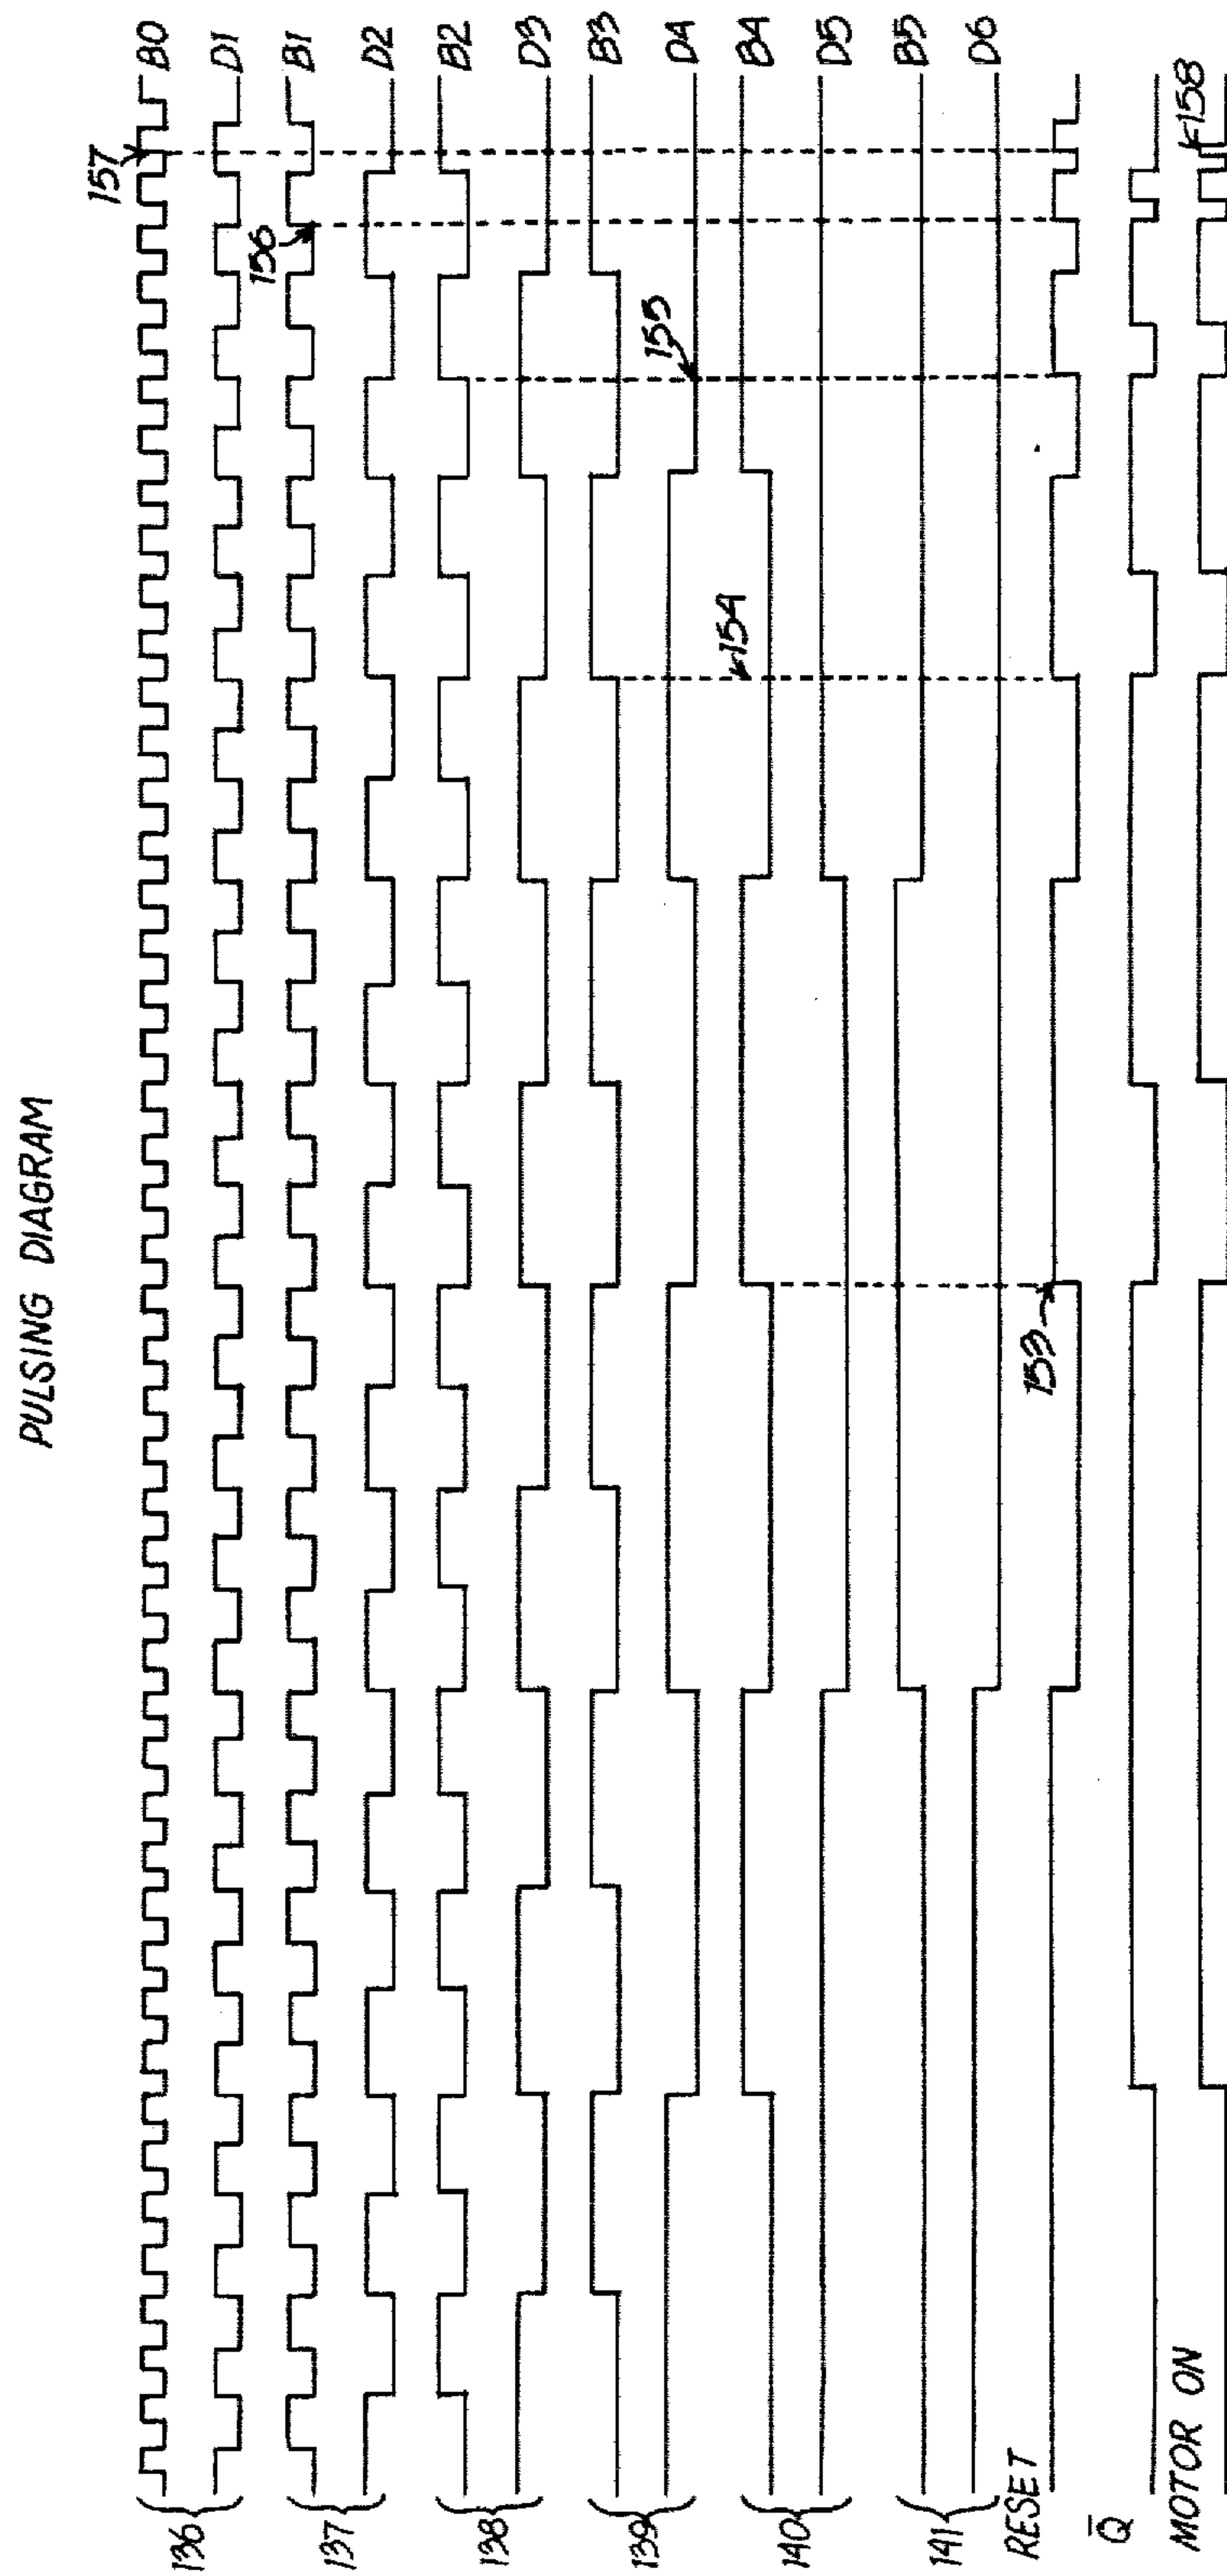 PULSING DIAGRAM
136
B0
D1
137
B1
D2
138
B2
D3
139
B3
D4
140
B4
D5
141
B5
D6
RESET
Q̄
MOTOR ON
153
154
155
156
157
158